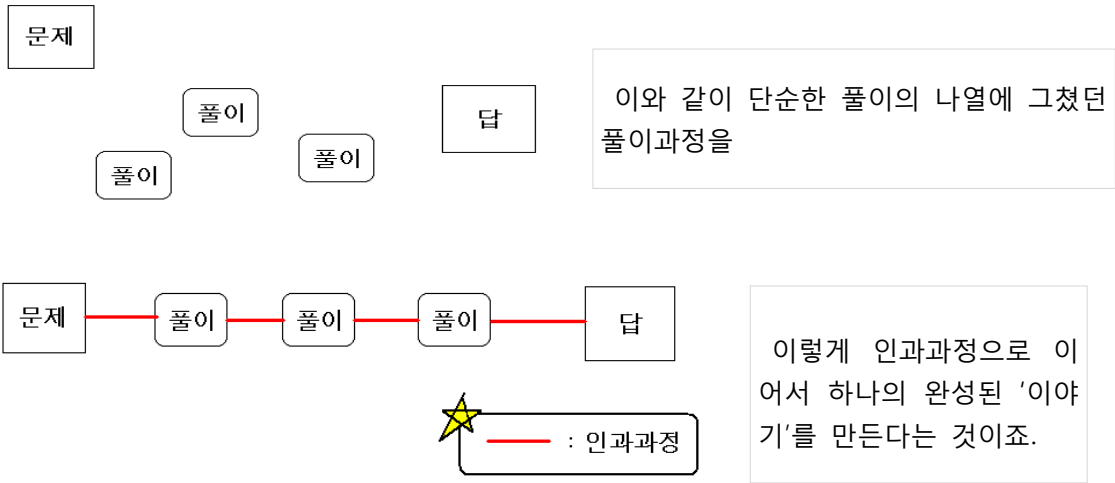 문제
풀이
풀이
풀이
답
이와 같이 단순한 풀이의 나열에 그쳤던
풀이과정을
문제
풀이
풀이
풀이
답
이렇게 인과과정으로 이
어서 하나의 완성된 '이야
기'를 만든다는 것이죠.
: 인과과정